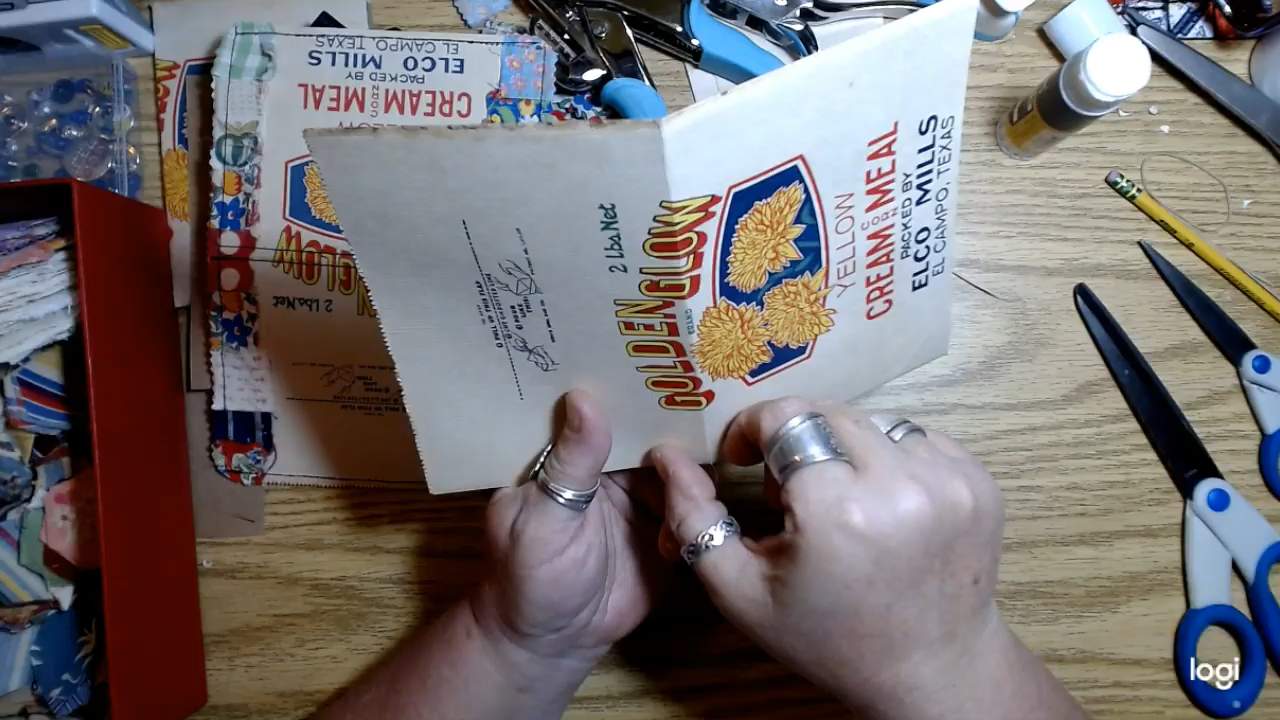 ELCO MILLS
EL CAMPO, TEXAS
PACKED BY
CREAM MEAL
CORN
GLOW
2 Lbs Net
2 Lbs. Net
GOLDEN GLOW
BRAND
YELLOW
CREAM CORN MEAL
PACKED BY
ELCO MILLS
EL CAMPO, TEXAS
logi